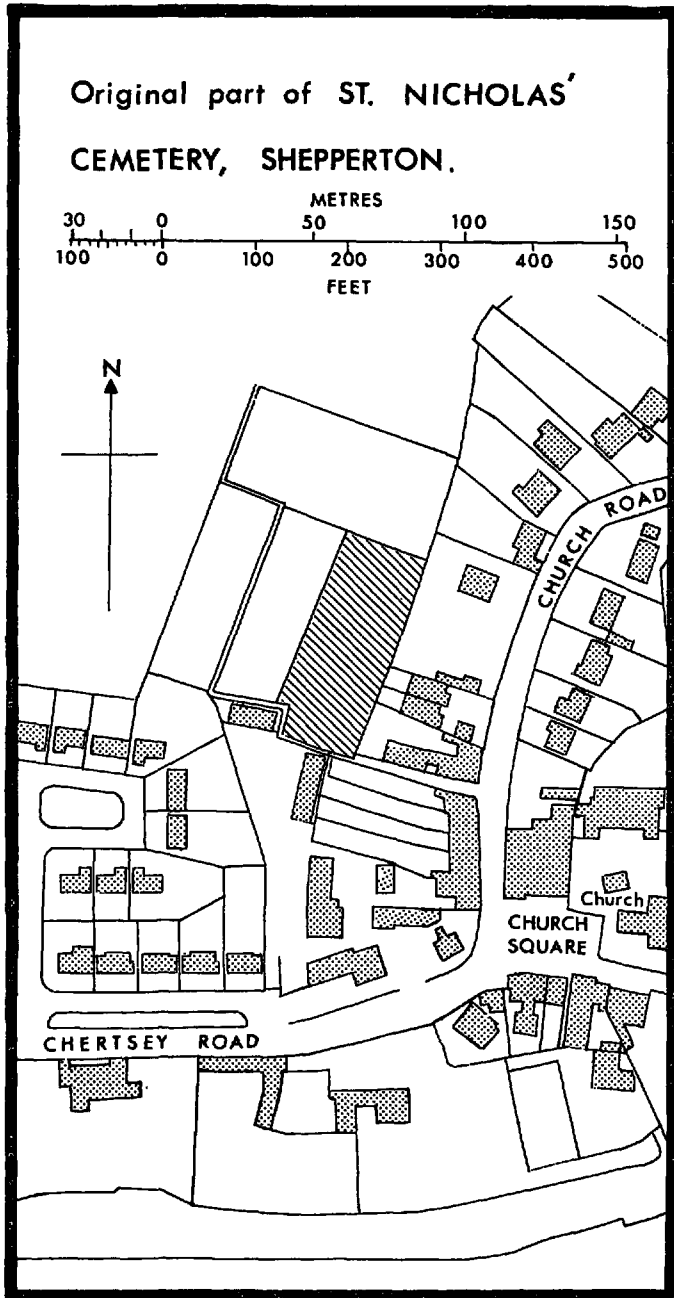 Original part of ST. NICHOLAS'
CEMETERY, SHEPPERTON.
METRES
30 0 50 100 150
100 0 100 200 300 400 500
FEET
N
CHURCH ROAD
Church
CHURCH
SQUARE
CHERTSEY ROAD